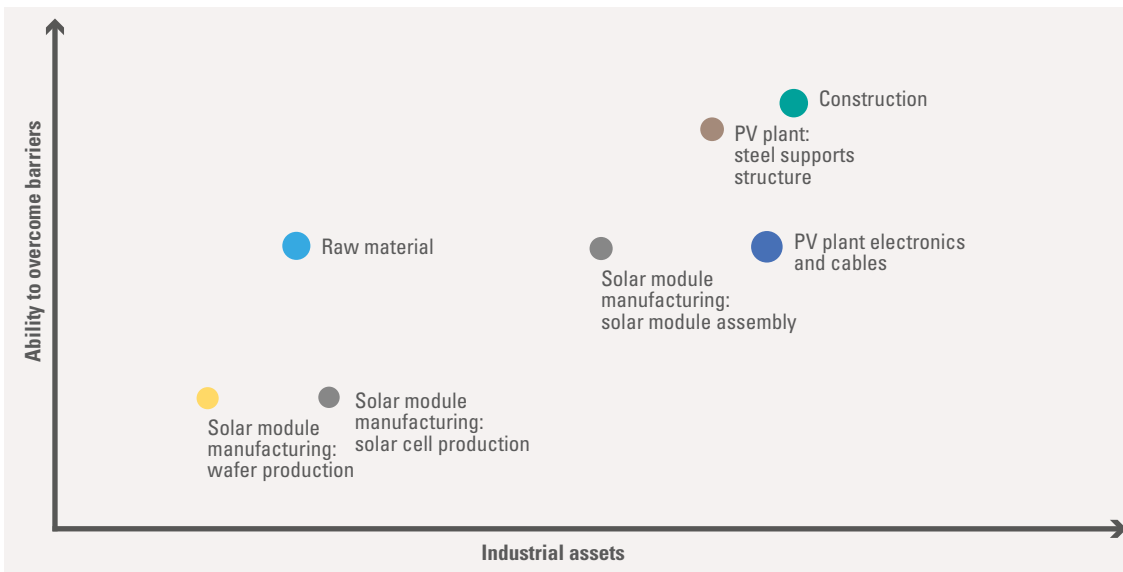 Ability to overcome barriers
Construction
PV plant:
steel supports
structure
Raw material
PV plant electronics
and cables
Solar module
manufacturing:
solar module assembly
Solar module
manufacturing:
solar cell production
Solar module
manufacturing:
wafer production
Industrial assets